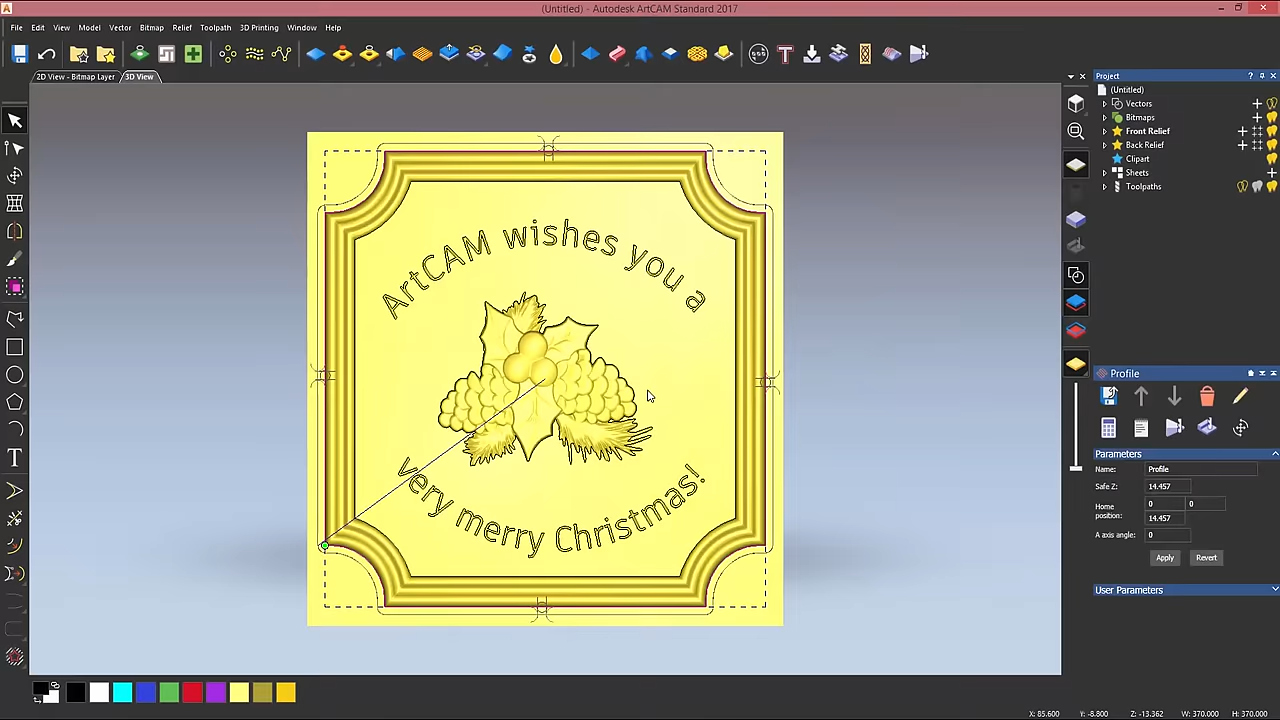 (Untitled) - Autodesk ArtCAM Standard 2017
File Edit View Model Vector Bitmap Relief Toolpath 3D Printing Window Help
2D View - Bitmap Layer 3D View
Project
(Untitled)
Vectors
Bitmaps
Front Relief
Back Relief
Clipart
Sheets
Toolpaths
ArtCAM wishes you a
very merry Christmas!
Profile
Parameters
Name: Profile
Safe Z: 14.457
Home position: 0 0
14.457
A axis angle: 0
Apply Revert
User Parameters
X: 85.600 Y: -8.800 Z: -13.362 W: 370.000 H: 370.000